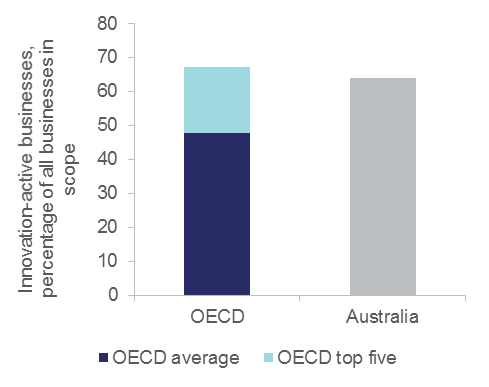 Innovation-active businesses,
percentage of all businesses in
scope
80
70
60
50
40
30
20
10
0
OECD
Australia
OECD average
OECD top five